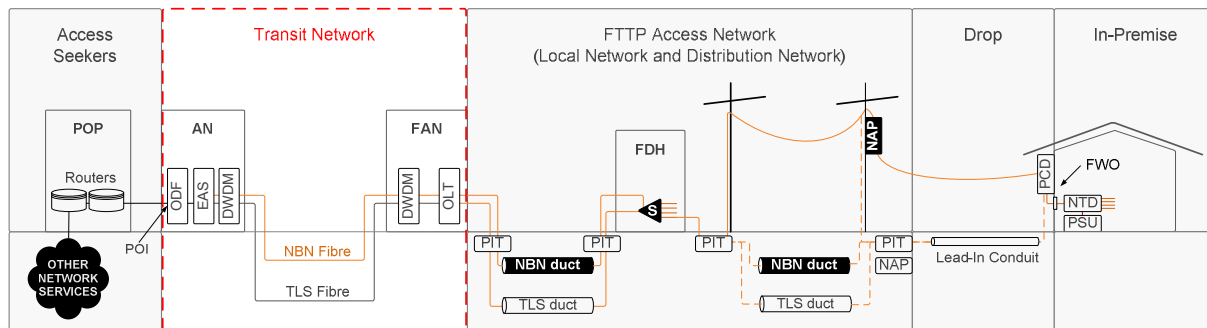 Access
Seekers
Transit Network
FTTP Access Network
(Local Network and Distribution Network)
Drop
In-Premise
POP
AN
FAN
FDH
NAP
Routers
ODF
EAS
DWDM
DWDM
OLT
S
PCD
FWO
NTD
PSU
POI
NBN Fibre
TLS Fibre
PIT
PIT
PIT
PIT
NBN duct
NBN duct
NAP
Lead-In Conduit
TLS duct
TLS duct
OTHER
NETWORK
SERVICES